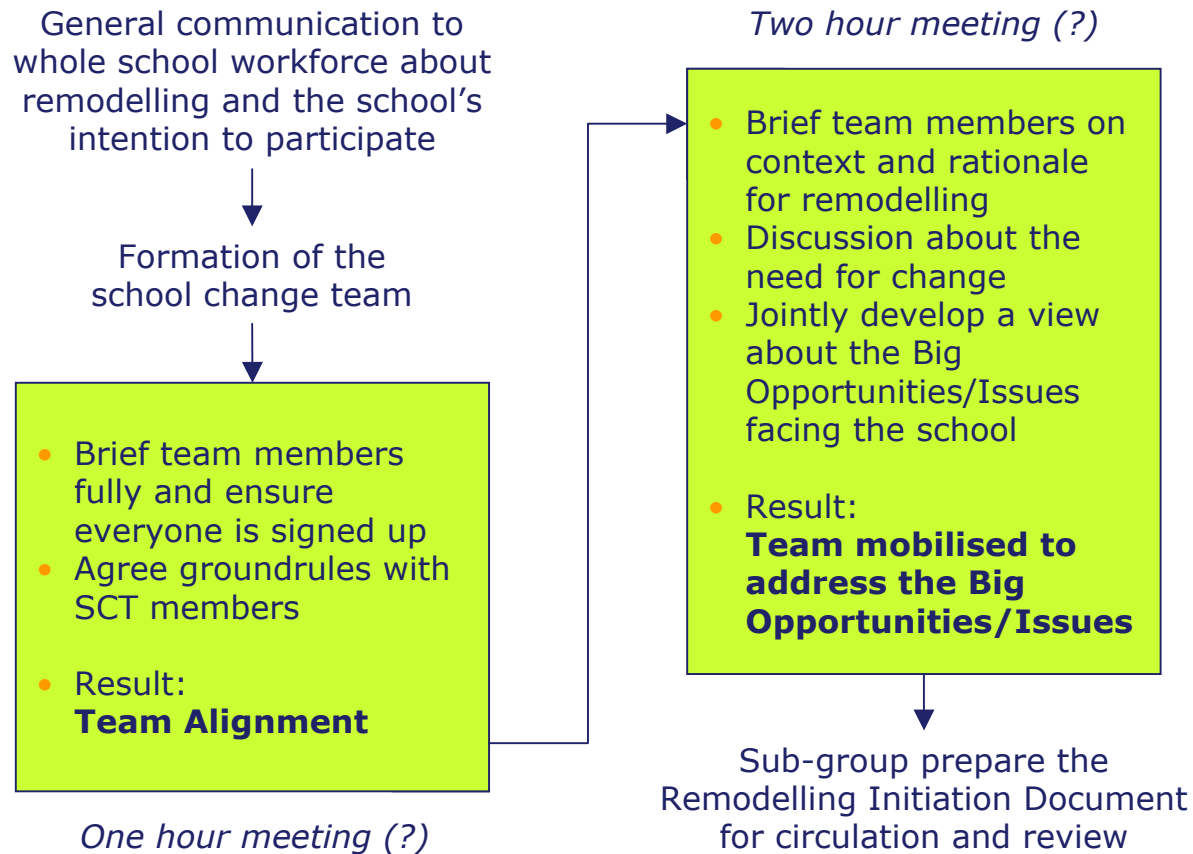 General communication to
whole school workforce about
remodelling and the school’s
intention to participate
Formation of the
school change team
• Brief team members
fully and ensure
everyone is signed up
• Agree groundrules with
SCT members
• Result:
Team Alignment
One hour meeting (?)
Two hour meeting (?)
• Brief team members on
context and rationale
for remodelling
• Discussion about the
need for change
• Jointly develop a view
about the Big
Opportunities/Issues
facing the school
• Result:
Team mobilised to
address the Big
Opportunities/Issues
Sub-group prepare the
Remodelling Initiation Document
for circulation and review